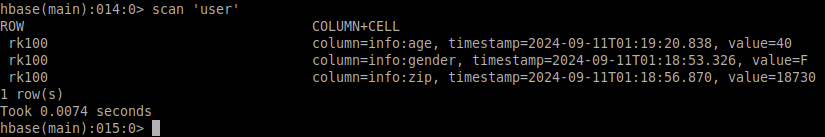 hbase(main):014:0> scan 'user'
ROW                                   COLUMN+CELL
 rk100                                column=info:age, timestamp=2024-09-11T01:19:20.838, value=40
 rk100                                column=info:gender, timestamp=2024-09-11T01:18:53.326, value=F
 rk100                                column=info:zip, timestamp=2024-09-11T01:18:56.870, value=18730
1 row(s)
Took 0.0074 seconds
hbase(main):015:0>